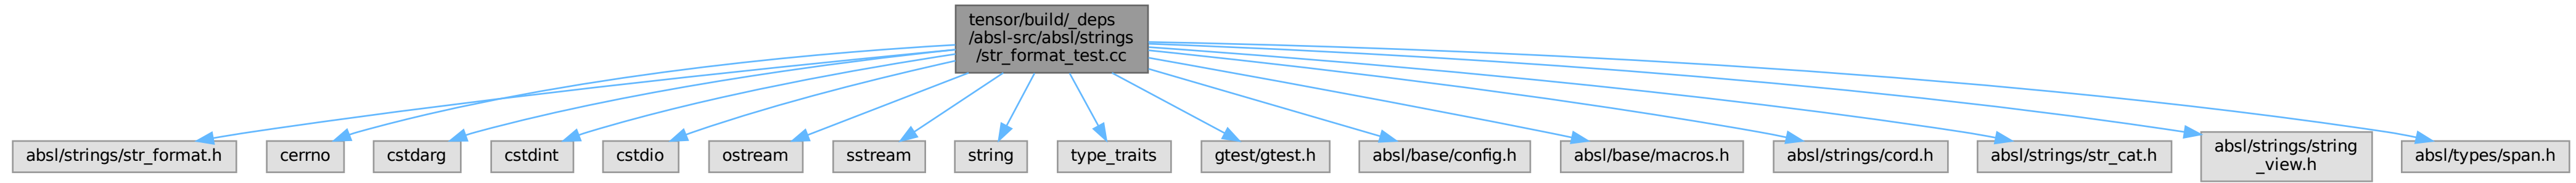 tensor/build/_deps
/absl-src/absl/strings
/str_format_test.cc
absl/strings/str_format.h
cerrno
cstdarg
cstdint
cstdio
ostream
sstream
string
type_traits
gtest/gtest.h
absl/base/config.h
absl/base/macros.h
absl/strings/cord.h
absl/strings/str_cat.h
absl/strings/string
_view.h
absl/types/span.h